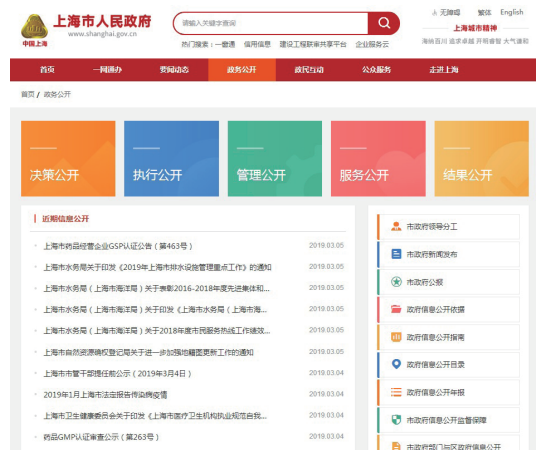 上海市人民政府
www.shanghai.gov.cn
中国上海
请输入关键字查询
热门搜索：一窗通 信用信息 建设工程联审共享平台 企业服务云
无障碍 繁体 English
上海城市精神
海纳百川 追求卓越 开明睿智 大气谦和
首页 一网通办 要闻动态 政务公开 政民互动 公众服务 走进上海
首页 / 政务公开
决策公开 执行公开 管理公开 服务公开 结果公开
近期信息公开
上海市药品经营企业GSP认证公告（第463号） 2019.03.05
上海市水务局关于印发《2019年上海市排水设施管理重点工作》的通知 2019.03.05
上海市水务局（上海市海洋局）关于表彰2016-2018年度先进集体和... 2019.03.05
上海市水务局（上海市海洋局）关于印发《上海市水务局（上海市海... 2019.03.05
上海市水务局（上海市海洋局）关于2018年度市民服务热线工作绩效... 2019.03.05
上海市自然资源确权登记局关于进一步加强地籍图更新工作的通知 2019.03.05
上海市市管干部提任前公示（2019年3月4日） 2019.03.04
2019年1月上海市法定报告传染病疫情 2019.03.04
上海市卫生健康委员会关于印发《上海市医疗卫生机构执业规范自我... 2019.03.04
药品GMP认证审查公示（第263号） 2019.03.04
市政府领导分工
市政府新闻发布
市政府公报
政府信息公开依据
政府信息公开指南
政府信息公开目录
政府信息公开年报
市政府信息公开监督保障
市政府部门与区政府信息公开